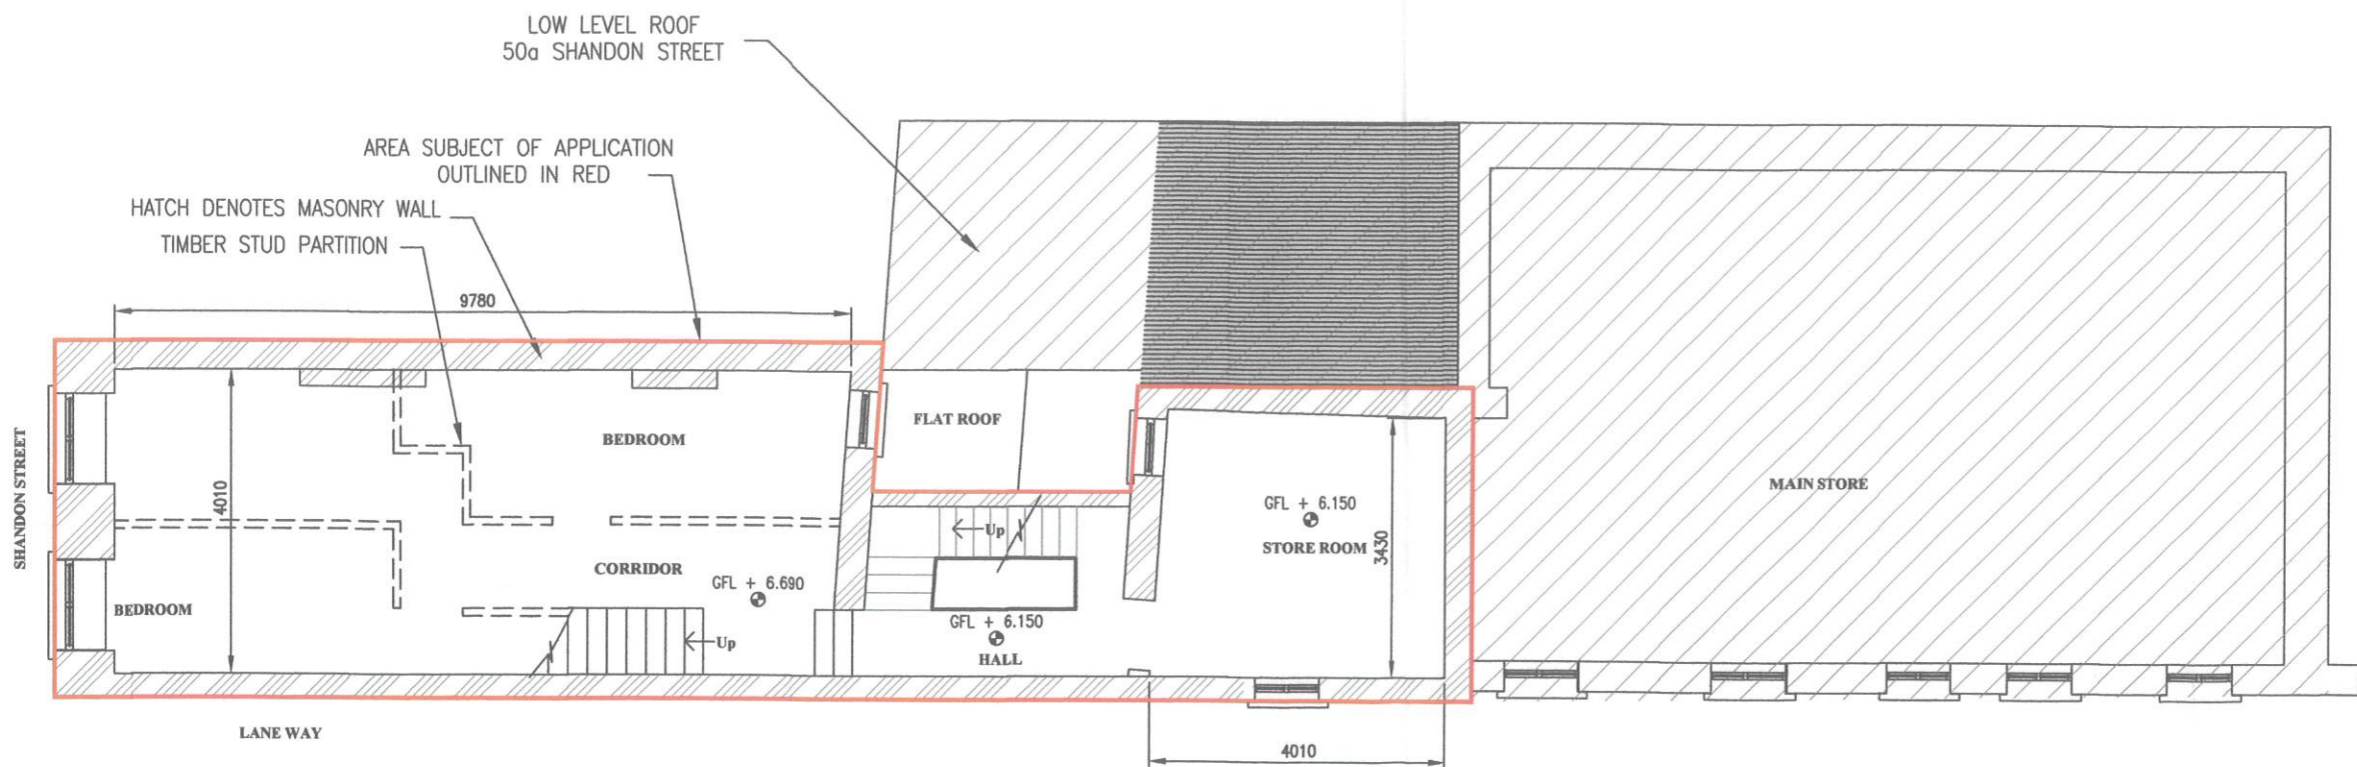 LOW LEVEL ROOF
50a SHANDON STREET
AREA SUBJECT OF APPLICATION
OUTLINED IN RED
HATCH DENOTES MASONRY WALL
TIMBER STUD PARTITION
9780
FLAT ROOF
BEDROOM
4010
SHANDON STREET
MAIN STORE
GFL + 6.150
STORE ROOM
3430
Up
CORRIDOR
GFL + 6.690
BEDROOM
GFL + 6.150
HALL
Up
LANE WAY
4010